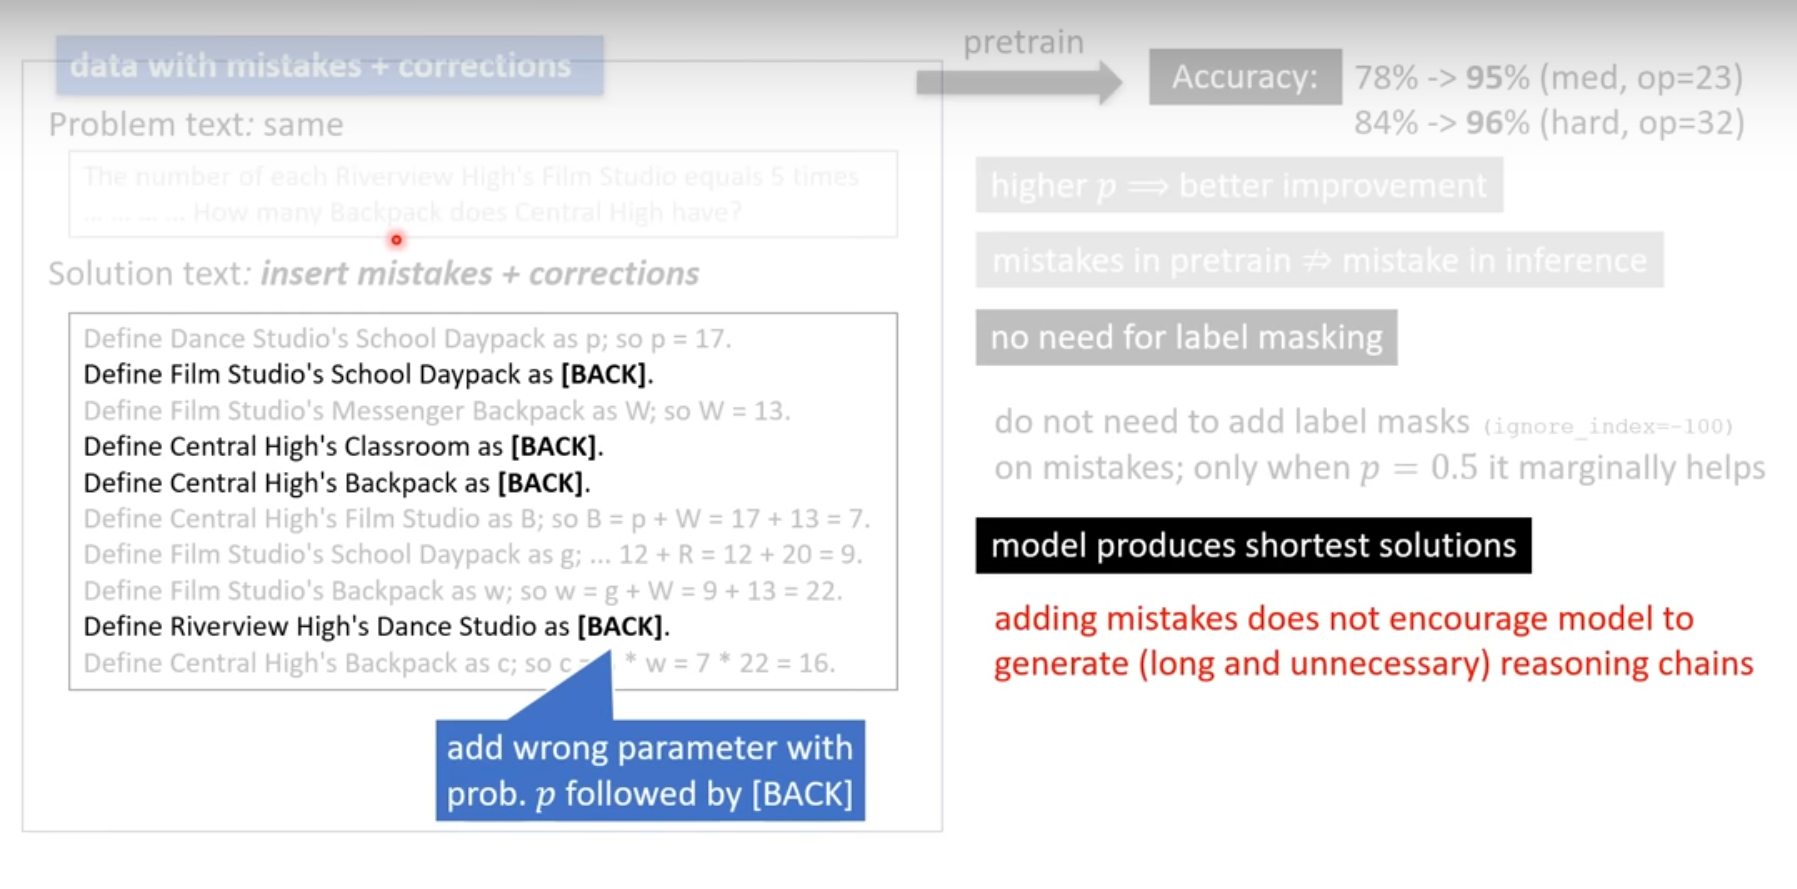 data with mistakes + corrections
Problem text: same
The number of each Riverview High's Film Studio equals 5 times
... ... ... ... How many Backpack does Central High have?
Solution text: insert mistakes + corrections
Define Dance Studio's School Daypack as p; so p = 17.
Define Film Studio's School Daypack as [BACK].
Define Film Studio's Messenger Backpack as W; so W = 13.
Define Central High's Classroom as [BACK].
Define Central High's Backpack as [BACK].
Define Central High's Film Studio as B; so B = p + W = 17 + 13 = 7.
Define Film Studio's School Daypack as g; ... 12 + R = 12 + 20 = 9.
Define Film Studio's Backpack as w; so w = g + W = 9 + 13 = 22.
Define Riverview High's Dance Studio as [BACK].
Define Central High's Backpack as c; so c * w = 7 * 22 = 16.
add wrong parameter with
prob. p followed by [BACK]
pretrain
Accuracy: 78% -> 95% (med, op=23)
84% -> 96% (hard, op=32)
higher p ⟹ better improvement
mistakes in pretrain ⇏ mistake in inference
no need for label masking
do not need to add label masks (ignore_index=-100)
on mistakes; only when p = 0.5 it marginally helps
model produces shortest solutions
adding mistakes does not encourage model to
generate (long and unnecessary) reasoning chains